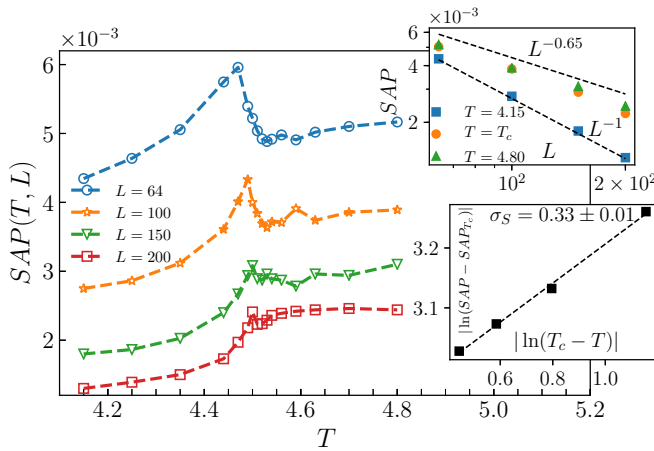 ×10⁻³
6
5
4
3
2
SAP(T, L)
4.2
4.4
4.6
4.8
5.0
5.2
T
L = 64
L = 100
L = 150
L = 200
6 ×10⁻³
2
SAP
L⁻⁰·⁶⁵
L⁻¹
T = 4.15
T = T_c
T = 4.80
L
10²
2 × 10²
σ_S = 0.33 ± 0.01
|ln(SAP − SAP_{T_c})|
3.2
3.1
|ln(T_c − T)|
0.6
0.8
1.0